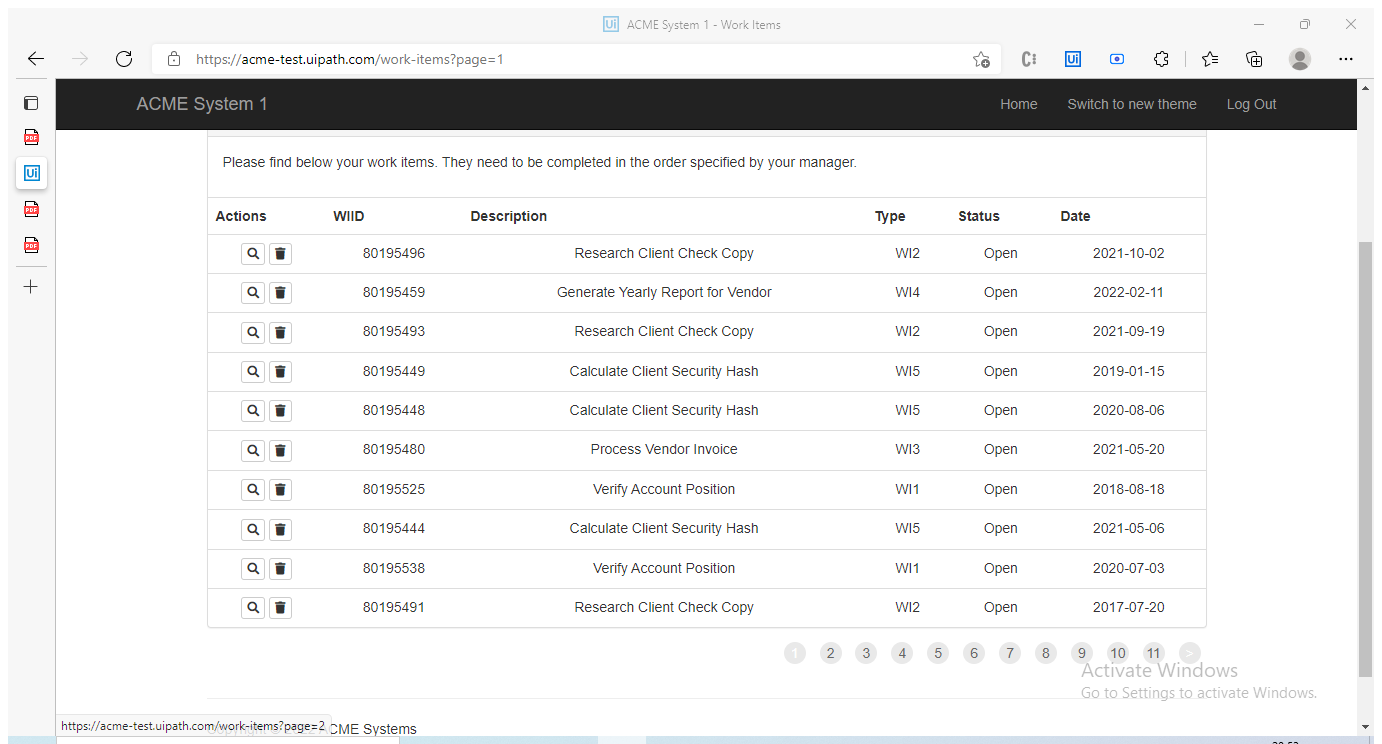 Ui ACME System 1 - Work Items
https://acme-test.uipath.com/work-items?page=1
ACME System 1 Home Switch to new theme Log Out
Please find below your work items. They need to be completed in the order specified by your manager.
Actions WIID Description Type Status Date
80195496 Research Client Check Copy WI2 Open 2021-10-02
80195459 Generate Yearly Report for Vendor WI4 Open 2022-02-11
80195493 Research Client Check Copy WI2 Open 2021-09-19
80195449 Calculate Client Security Hash WI5 Open 2019-01-15
80195448 Calculate Client Security Hash WI5 Open 2020-08-06
80195480 Process Vendor Invoice WI3 Open 2021-05-20
80195525 Verify Account Position WI1 Open 2018-08-18
80195444 Calculate Client Security Hash WI5 Open 2021-05-06
80195538 Verify Account Position WI1 Open 2020-07-03
80195491 Research Client Check Copy WI2 Open 2017-07-20
1 2 3 4 5 6 7 8 9 10 11 >
Activate Windows
Go to Settings to activate Windows.
https://acme-test.uipath.com/work-items?page=2 CME Systems